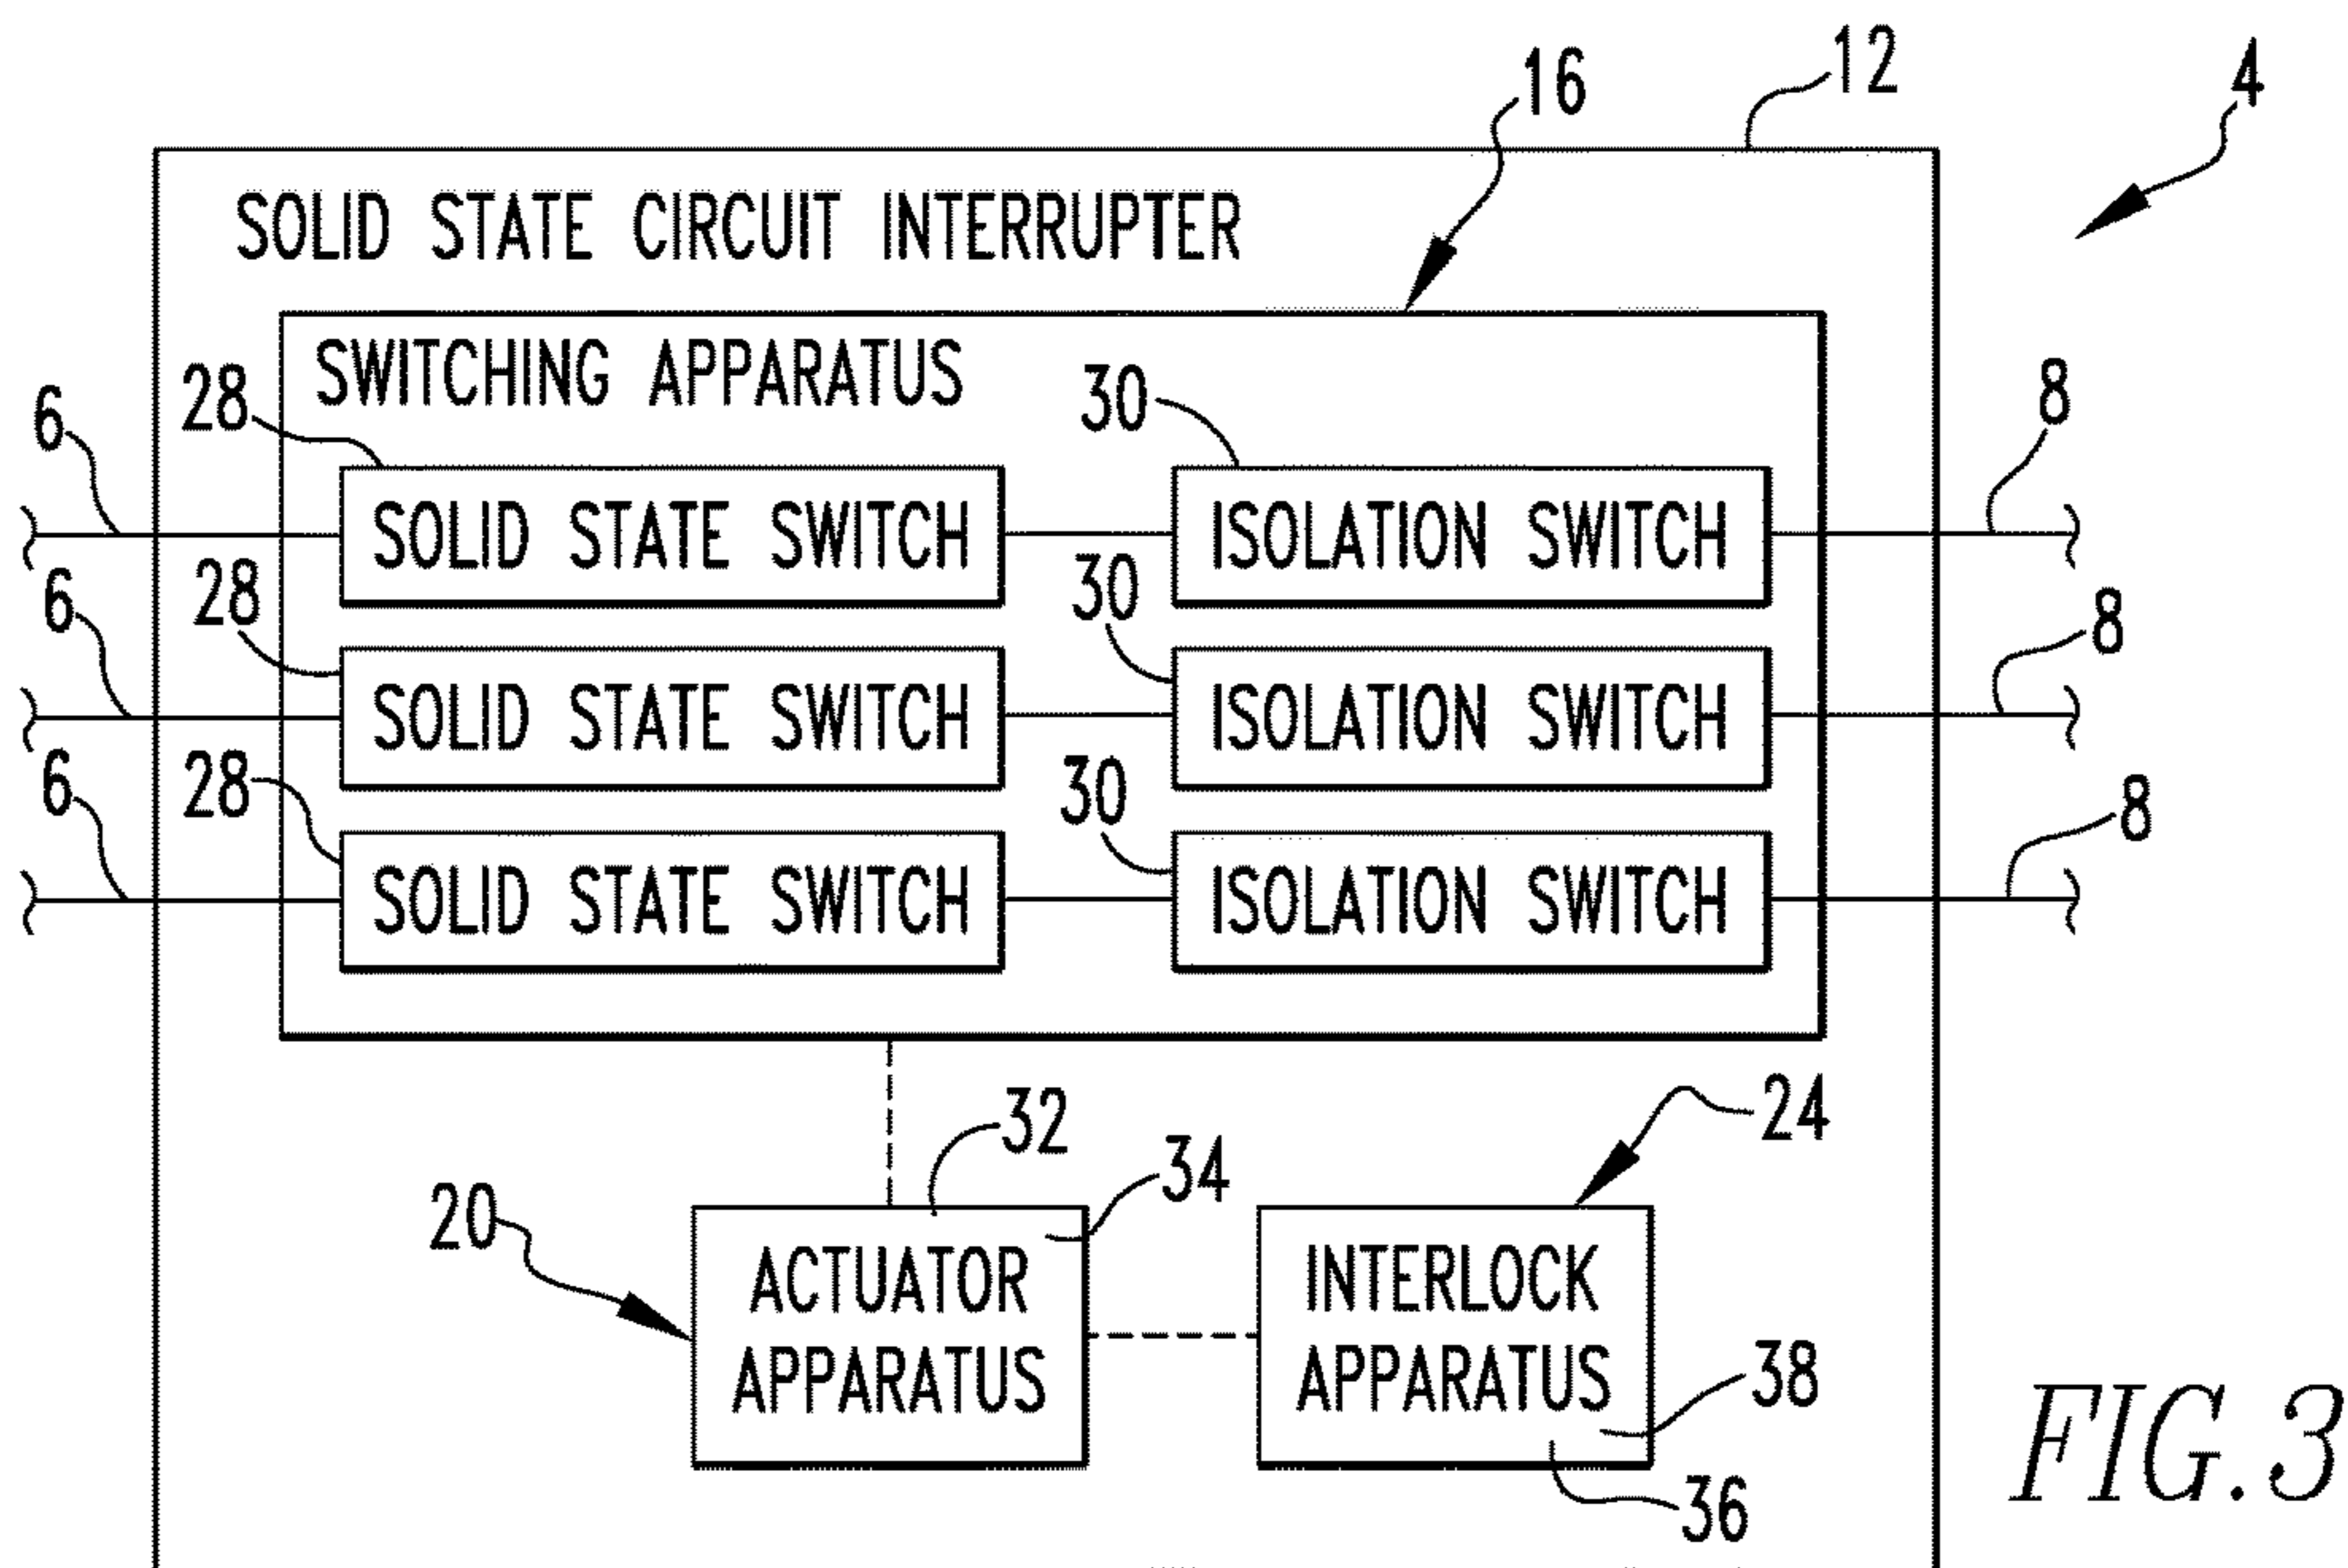 16
12
4
SOLID STATE CIRCUIT INTERRUPTER
SWITCHING APPARATUS
6
28
30
8
SOLID STATE SWITCH
ISOLATION SWITCH
6
28
30
8
SOLID STATE SWITCH
ISOLATION SWITCH
6
28
30
8
SOLID STATE SWITCH
ISOLATION SWITCH
32
34
24
20
ACTUATOR
APPARATUS
INTERLOCK
APPARATUS
38
36
FIG.3